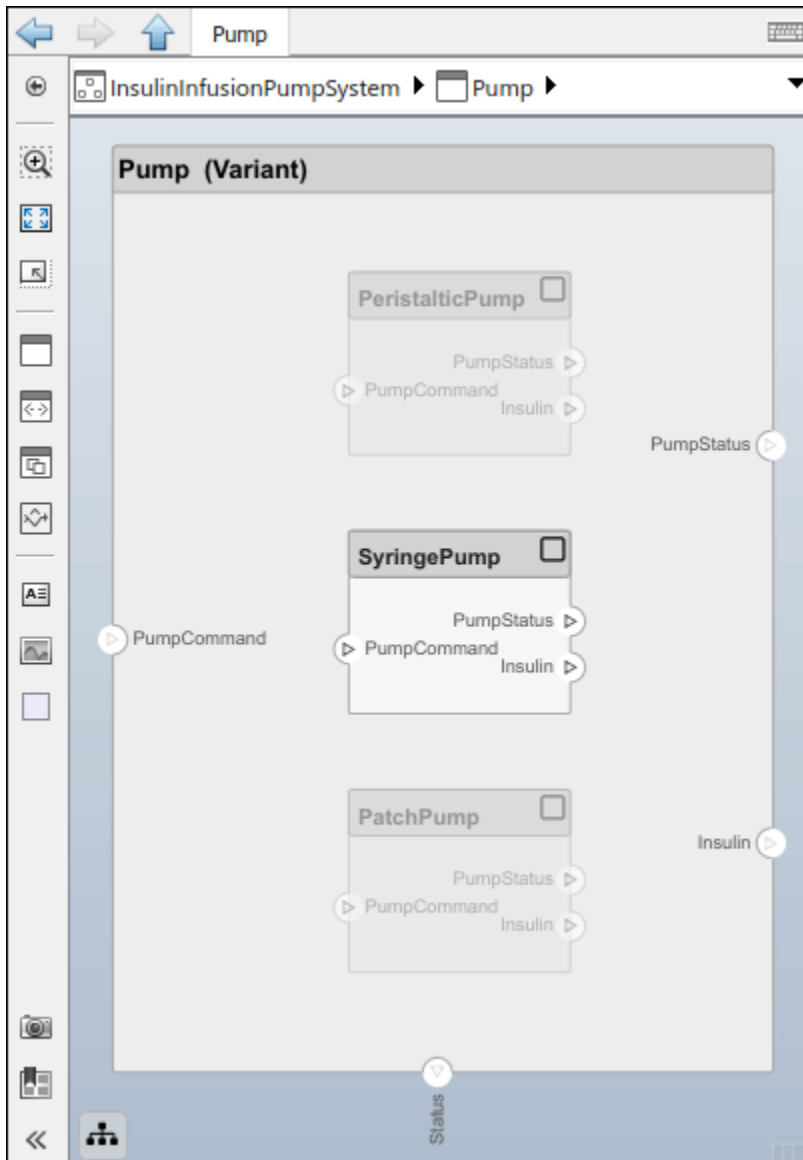 Pump
InsulinInfusionPumpSystem Pump
Pump (Variant)
PeristalticPump
PumpStatus
PumpCommand
Insulin
PumpStatus
SyringePump
PumpStatus
PumpCommand
PumpCommand
Insulin
PatchPump
Insulin
PumpStatus
PumpCommand
Insulin
Status